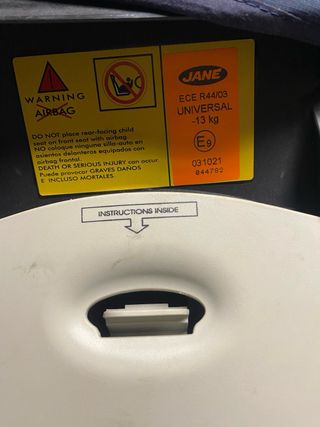 WARNING
AIRBAG
DO NOT place rear-facing child
seat on front seat with airbag.
NO coloque ninguna silla-auto en
asientos delanteros equipados con
airbag frontal.
DEATH OR SERIOUS INJURY can occur.
Puede provocar GRAVES DAÑOS
E INCLUSO MORTALES.
JANE
ECE R44/03
UNIVERSAL
-13 kg
E9
031021
044782
INSTRUCTIONS INSIDE